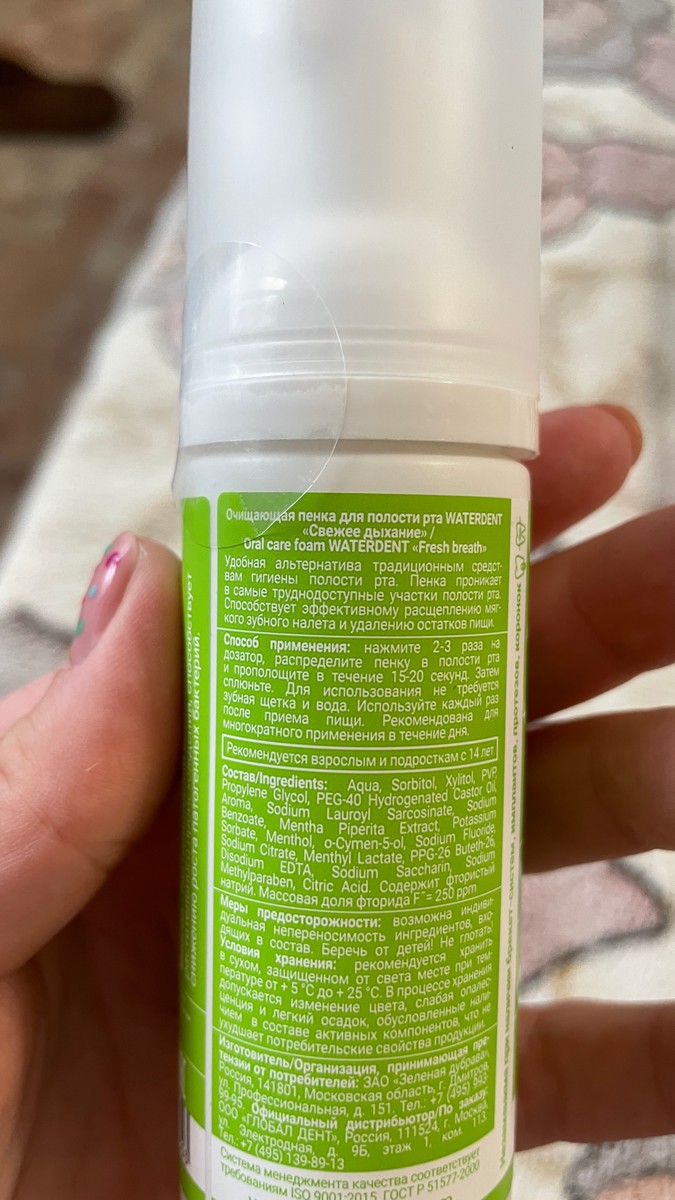 Очищающая пенка для полости рта WATERDENT
«Свежее дыхание» /
Oral care foam WATERDENT «Fresh breath»
Удобная альтернатива традиционным средст-
вам гигиены полости рта. Пенка проникает
в самые труднодоступные участки полости рта.
Способствует эффективному расщеплению мяг-
кого зубного налета и удалению остатков пищи.
Способ применения: нажмите 2-3 раза на
дозатор, распределите пенку в полости рта
и прополощите в течение 15-20 секунд. Затем
сплюньте. Для использования не требуется
зубная щетка и вода. Используйте каждый раз
после приема пищи. Рекомендована для
многократного применения в течение дня.
Рекомендуется взрослым и подросткам с 14 лет
Состав/Ingredients: Aqua, Sorbitol, Xylitol, PVP,
Propylene Glycol, PEG-40 Hydrogenated Castor Oil,
Aroma, Sodium Lauroyl Sarcosinate, Sodium
Benzoate, Mentha Piperita Extract, Potassium
Sorbate, Menthol, o-Cymen-5-ol, Sodium Fluoride,
Sodium Citrate, Menthyl Lactate, PPG-26 Buteth-26,
Disodium EDTA, Sodium Saccharin, Sodium
Methylparaben, Citric Acid. Содержит фтористый
натрий. Массовая доля фторида F⁻= 250 ppm
Меры предосторожности: возможна индиви-
дуальная непереносимость ингредиентов, вхо-
дящих в состав. Беречь от детей! Не глотать!
Условия хранения: рекомендуется хранить
в сухом, защищенном от света месте при тем-
пературе от + 5 °C до + 25 °C. В процессе хранения
допускается изменение цвета, слабая опалес-
ценция и легкий осадок, обусловленные нали-
чием в составе активных компонентов, что не
ухудшает потребительские свойства продукции.
Изготовитель/Организация, принимающая пре-
тензии от потребителей: ЗАО «Зеленая дубрава»,
Россия, 141801, Московская область, г. Дмитров,
ул. Профессиональная, д. 151. Тел.: +7 (495) 993
99-95. Официальный дистрибьютор/По заказу:
ООО «ГЛОБАЛ ДЕНТ», Россия, 111524, г. Москва,
ул. Электродная, д. 9Б, этаж 1, ком. 113
Тел.: +7 (495) 139-89-13
Система менеджмента качества соответствует
требованиям ISO 9001:2015, ГОСТ Р 51577-2000
способствует
снижению роста патогенных бактерий.
при наличии брекет-систем, имплантов, протезов, коронок